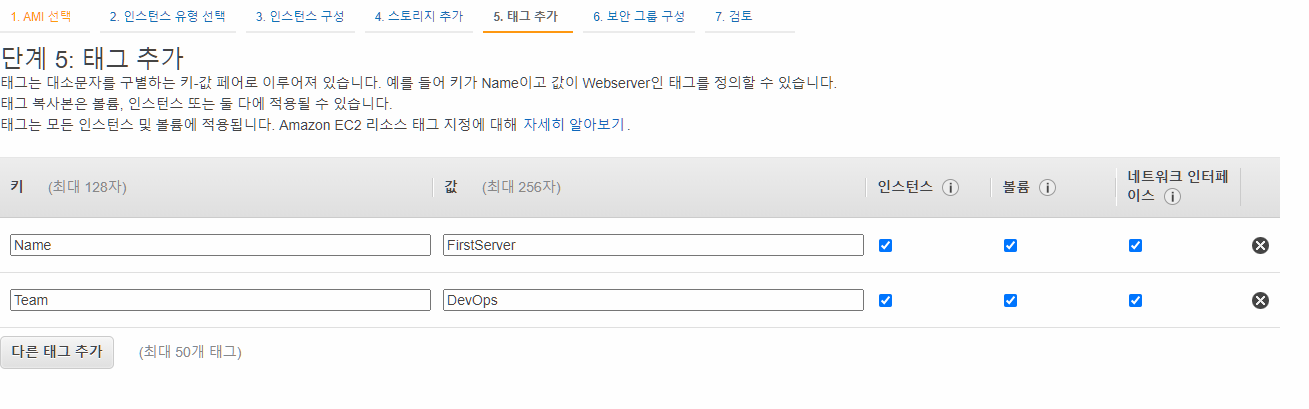 1. AMI 선택 2. 인스턴스 유형 선택 3. 인스턴스 구성 4. 스토리지 추가 5. 태그 추가 6. 보안 그룹 구성 7. 검토
단계 5: 태그 추가
태그는 대소문자를 구별하는 키-값 페어로 이루어져 있습니다. 예를 들어 키가 Name이고 값이 Webserver인 태그를 정의할 수 있습니다.
태그 복사본은 볼륨, 인스턴스 또는 둘 다에 적용될 수 있습니다.
태그는 모든 인스턴스 및 볼륨에 적용됩니다. Amazon EC2 리소스 태그 지정에 대해 자세히 알아보기.
키 (최대 128자) 값 (최대 256자) 인스턴스 볼륨 네트워크 인터페
이스
Name FirstServer
Team DevOps
다른 태그 추가 (최대 50개 태그)